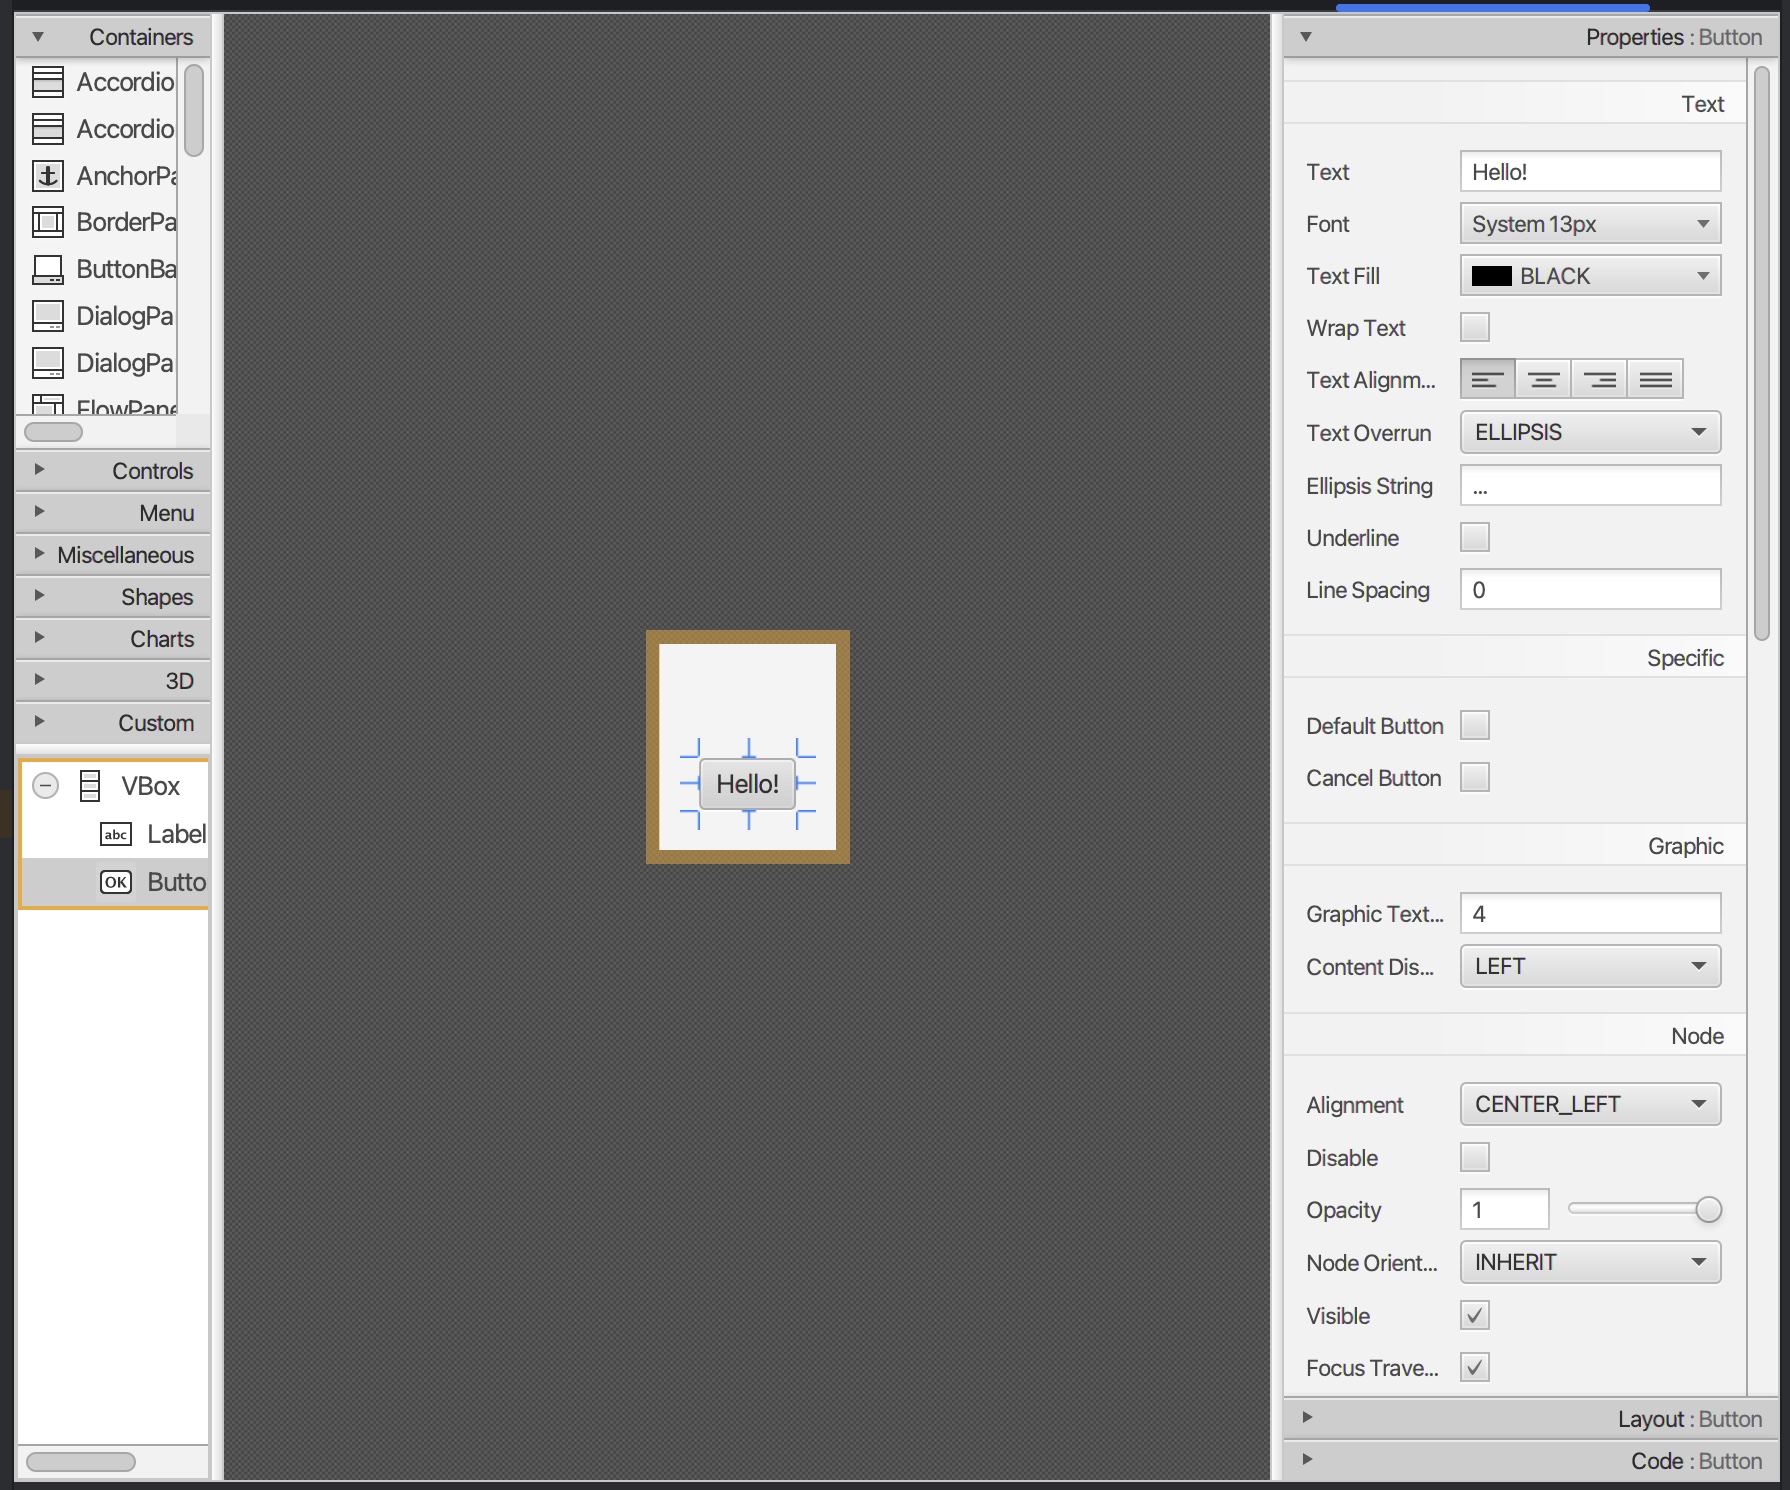 Containers
Accordio
Accordio
AnchorPa
BorderPa
ButtonBa
DialogPa
DialogPa
FlowPane
Controls
Menu
Miscellaneous
Shapes
Charts
3D
Custom
VBox
abc Label
OK Butto
Hello!
Properties : Button
Text
Text Hello!
Font System 13px
Text Fill BLACK
Wrap Text
Text Alignm...
Text Overrun ELLIPSIS
Ellipsis String ...
Underline
Line Spacing 0
Specific
Default Button
Cancel Button
Graphic
Graphic Text... 4
Content Dis... LEFT
Node
Alignment CENTER_LEFT
Disable
Opacity 1
Node Orient... INHERIT
Visible
Focus Trave...
Layout : Button
Code : Button